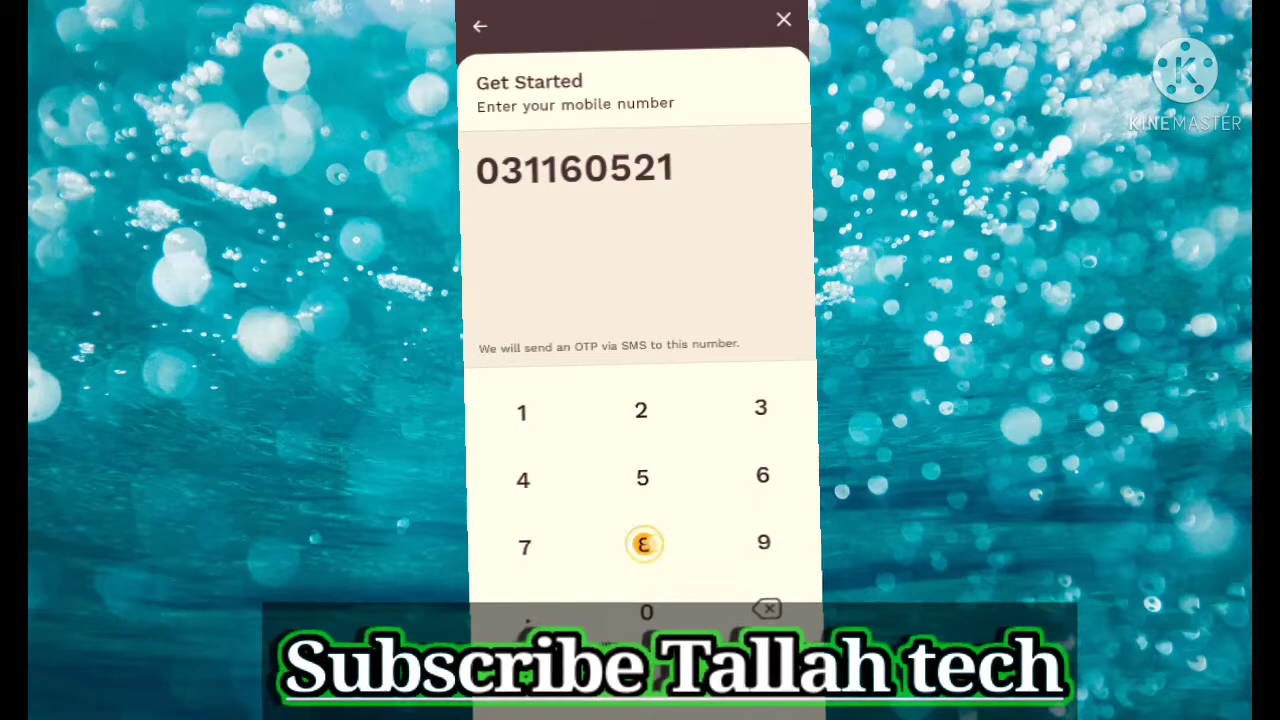 Get Started
Enter your mobile number
031160521
KINEMASTER
We will send an OTP via SMS to this number.
1 2 3
4 5 6
7 8 9
. 0
Subscribe Tallah tech